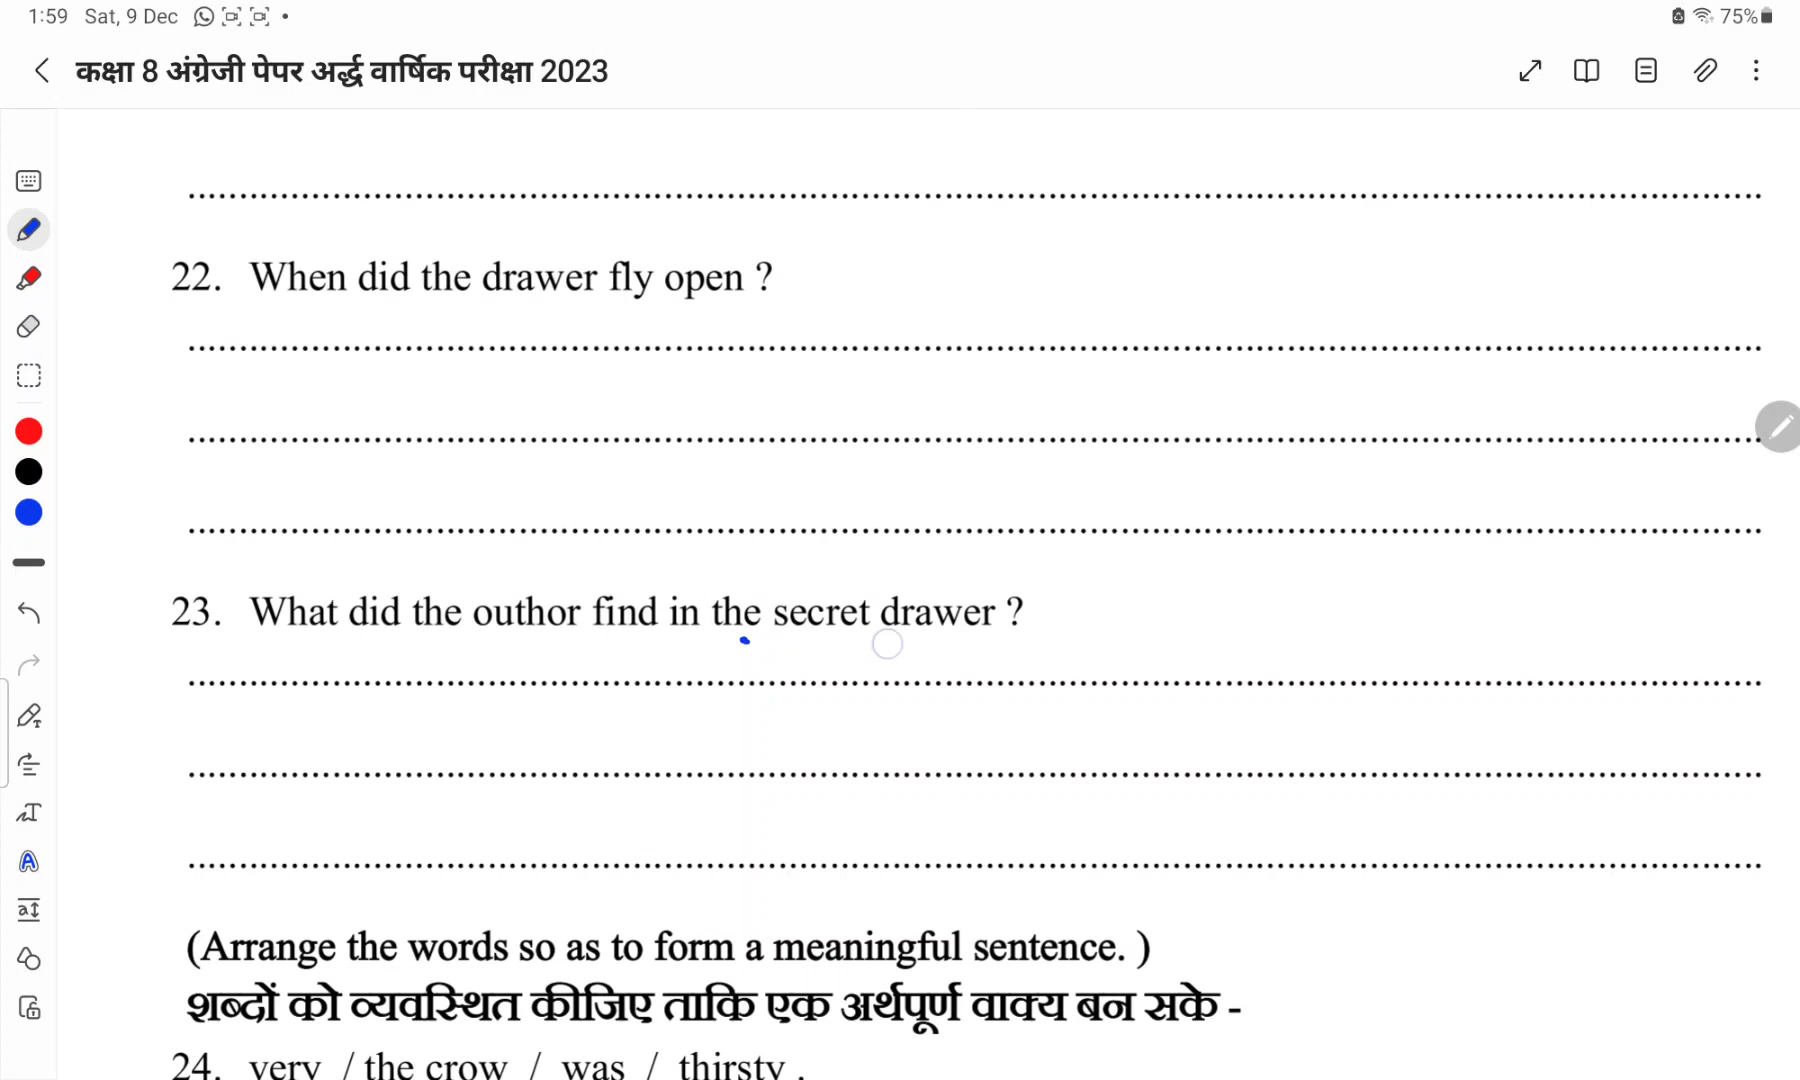 1:59 Sat, 9 Dec
75%
कक्षा 8 अंग्रेजी पेपर अर्द्ध वार्षिक परीक्षा 2023
22. When did the drawer fly open ?
23. What did the outhor find in the secret drawer ?
(Arrange the words so as to form a meaningful sentence. )
शब्दों को व्यवस्थित कीजिए ताकि एक अर्थपूर्ण वाक्य बन सके -
24. very / the crow / was / thirsty .